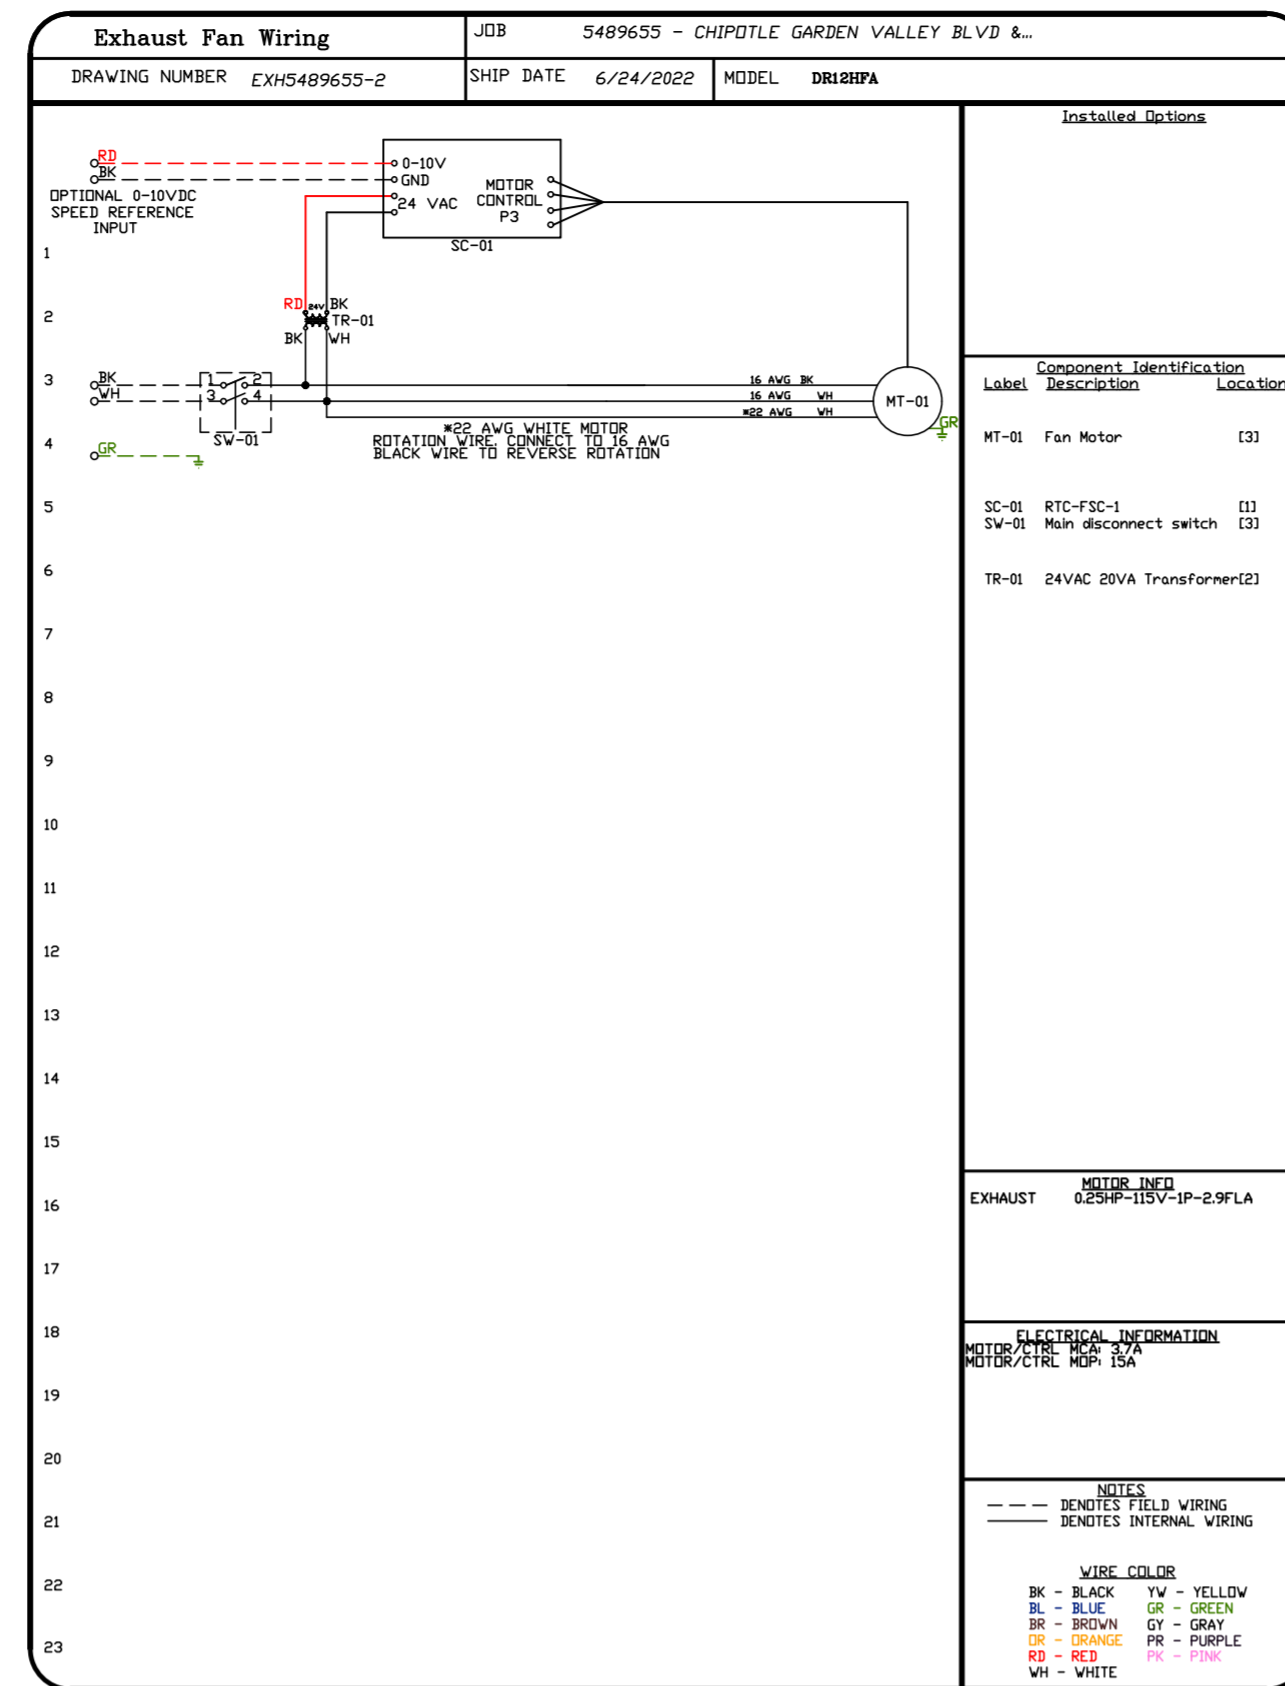 Exhaust Fan Wiring
JOB 5489655 - CHIPOTLE GARDEN VALLEY BLVD &...
DRAWING NUMBER EXH5489655-2
SHIP DATE 6/24/2022
MODEL DR12HFA
Installed Options
RD
BK
OPTIONAL 0-10VDC
SPEED REFERENCE
INPUT
0-10V
GND
24 VAC
MOTOR
CONTROL
P3
SC-01
1
2
RD 24V BK
TR-01
BK WH
3
BK
WH
1 2
3 4
SW-01
16 AWG BK
16 AWG WH
*22 AWG WH
MT-01
GR
*22 AWG WHITE MOTOR
ROTATION WIRE. CONNECT TO 16 AWG
BLACK WIRE TO REVERSE ROTATION
4
GR
5
6
7
8
9
10
11
12
13
14
15
16
17
18
19
20
21
22
23
Component Identification
Label Description Location
MT-01 Fan Motor [3]
SC-01 RTC-FSC-1 [1]
SW-01 Main disconnect switch [3]
TR-01 24VAC 20VA Transformer[2]
MOTOR INFO
EXHAUST 0.25HP-115V-1P-2.9FLA
ELECTRICAL INFORMATION
MOTOR/CTRL MCA: 3.7A
MOTOR/CTRL MOP: 15A
NOTES
DENOTES FIELD WIRING
DENOTES INTERNAL WIRING
WIRE COLOR
BK - BLACK YW - YELLOW
BL - BLUE GR - GREEN
BR - BROWN GY - GRAY
OR - ORANGE PR - PURPLE
RD - RED PK - PINK
WH - WHITE